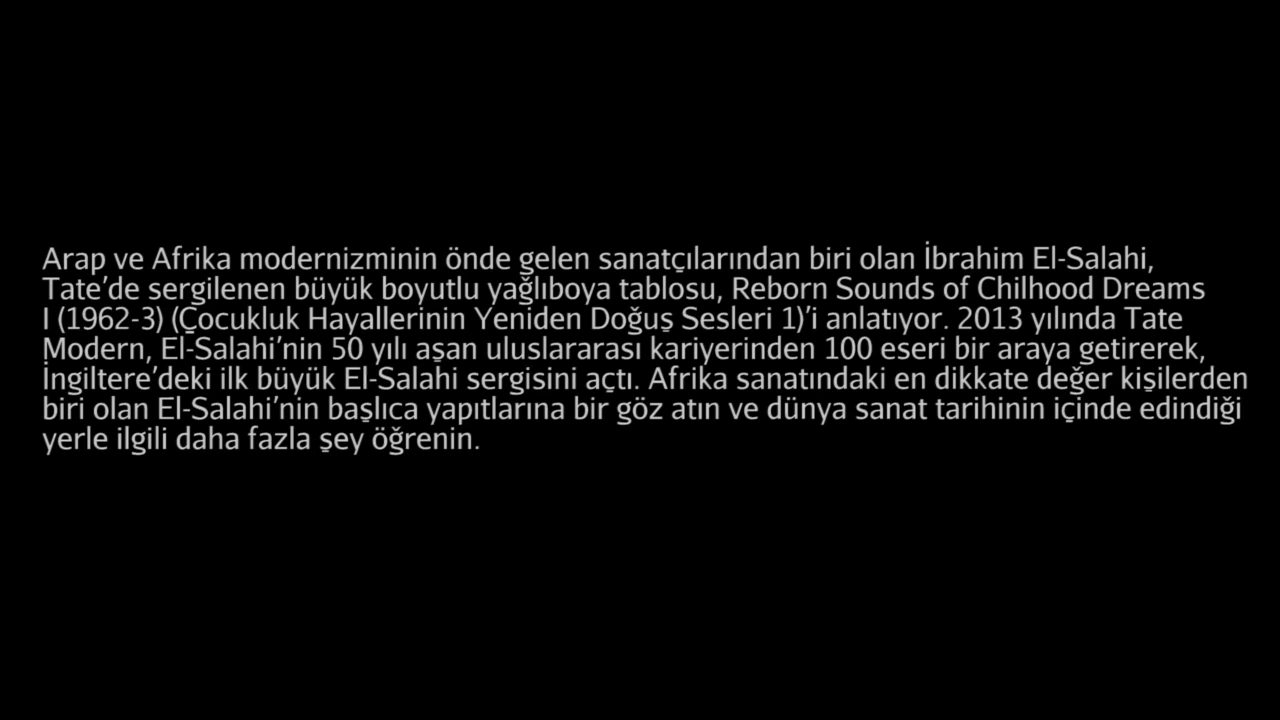 Arap ve Afrika modernizminin önde gelen sanatçılarından biri olan İbrahim El-Salahi,
Tate’de sergilenen büyük boyutlu yağlıboya tablosu, Reborn Sounds of Chilhood Dreams
I (1962-3) (Çocukluk Hayallerinin Yeniden Doğuş Sesleri 1)’i anlatıyor. 2013 yılında Tate
Modern, El-Salahi’nin 50 yılı aşan uluslararası kariyerinden 100 eseri bir araya getirerek,
İngiltere’deki ilk büyük El-Salahi sergisini açtı. Afrika sanatındaki en dikkate değer kişilerden
biri olan El-Salahi’nin başlıca yapıtlarına bir göz atın ve dünya sanat tarihinin içinde edindiği
yerle ilgili daha fazla şey öğrenin.